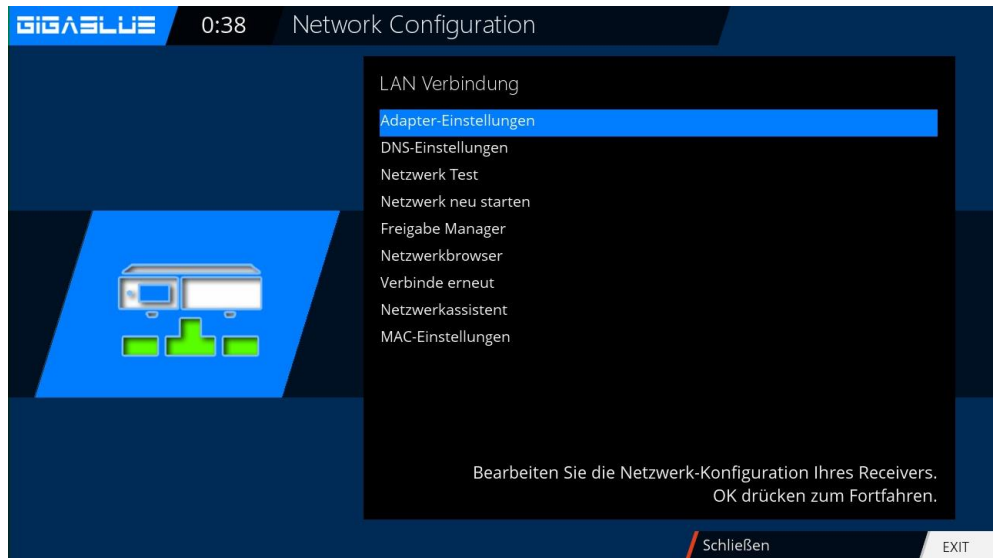 GIGABLUE 0:38 Network Configuration
LAN Verbindung
Adapter-Einstellungen
DNS-Einstellungen
Netzwerk Test
Netzwerk neu starten
Freigabe Manager
Netzwerkbrowser
Verbinde erneut
Netzwerkassistent
MAC-Einstellungen
Bearbeiten Sie die Netzwerk-Konfiguration Ihres Receivers.
OK drücken zum Fortfahren.
Schließen EXIT